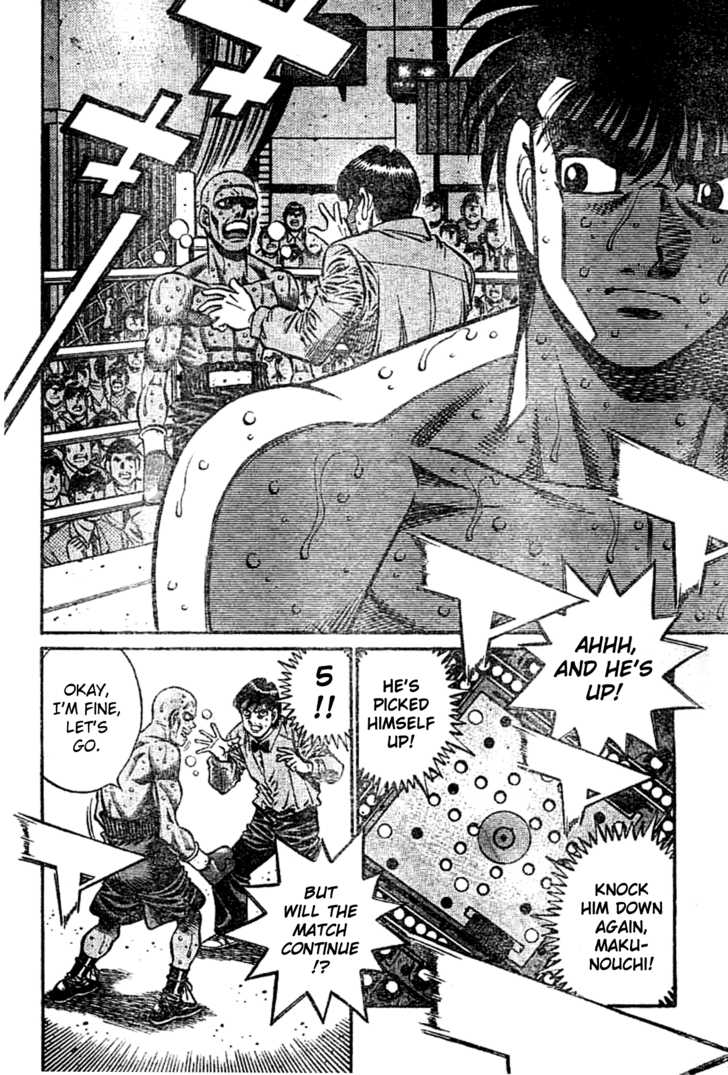 AHHH,
AND HE'S
UP!
HE'S
PICKED
HIMSELF
UP!
KNOCK
HIM DOWN
AGAIN,
MAKU-
NOUCHI!
5
!!
OKAY,
I'M FINE,
LET'S
GO.
BUT
WILL THE
MATCH
CONTINUE
!?